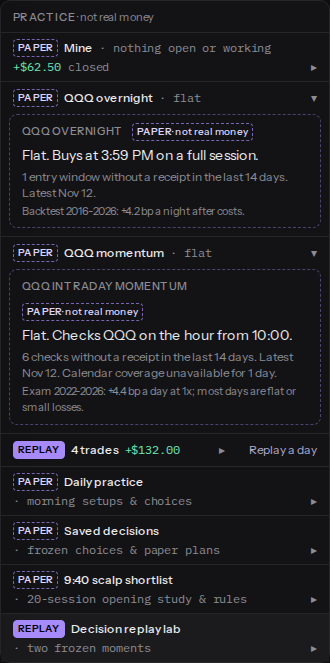 PRACTICE · not real money
PAPER Mine · nothing open or working
+$62.50 closed ▸
PAPER QQQ overnight · flat ▾
QQQ OVERNIGHT PAPER · not real money
Flat. Buys at 3:59 PM on a full session.
1 entry window without a receipt in the last 14 days.
Latest Nov 12.
Backtest 2016–2026: +4.2 bp a night after costs.
PAPER QQQ momentum · flat ▾
QQQ INTRADAY MOMENTUM
PAPER · not real money
Flat. Checks QQQ on the hour from 10:00.
6 checks without a receipt in the last 14 days. Latest
Nov 12. Calendar coverage unavailable for 1 day.
Exam 2022–2026: +4.4 bp a day at 1x; most days are flat or
small losses.
REPLAY 4 trades +$132.00 ▸ Replay a day
PAPER Daily practice
· morning setups & choices ▸
PAPER Saved decisions
· frozen choices & paper plans ▸
PAPER 9:40 scalp shortlist
· 20-session opening study & rules ▸
REPLAY Decision replay lab
· two frozen moments ▸